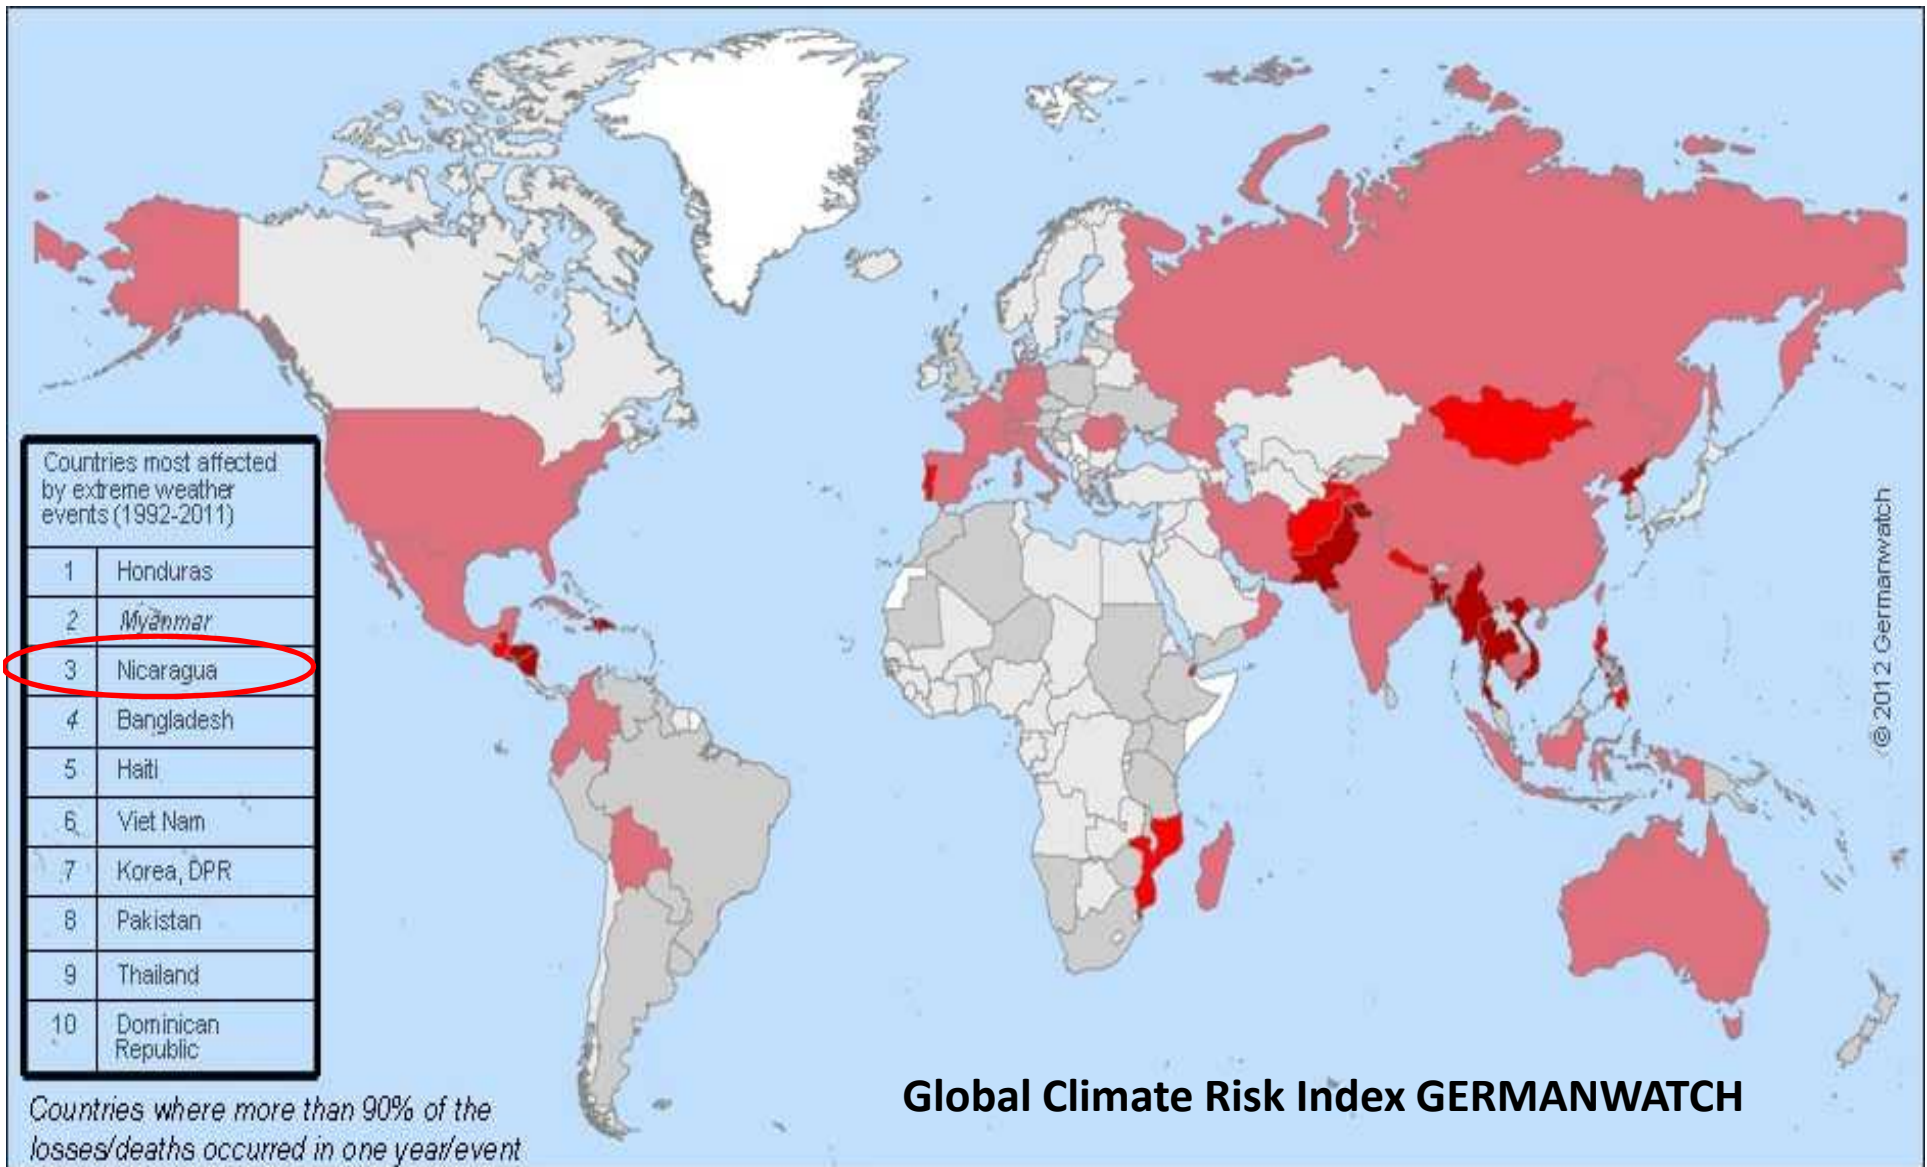 Countries most affected
by extreme weather
events (1992-2011)
1 Honduras
2 Myanmar
3 Nicaragua
4 Bangladesh
5 Haiti
6 Viet Nam
7 Korea, DPR
8 Pakistan
9 Thailand
10 Dominican
Republic
Countries where more than 90% of the
losses/deaths occurred in one year/event
Global Climate Risk Index GERMANWATCH
© 2012 Germanwatch